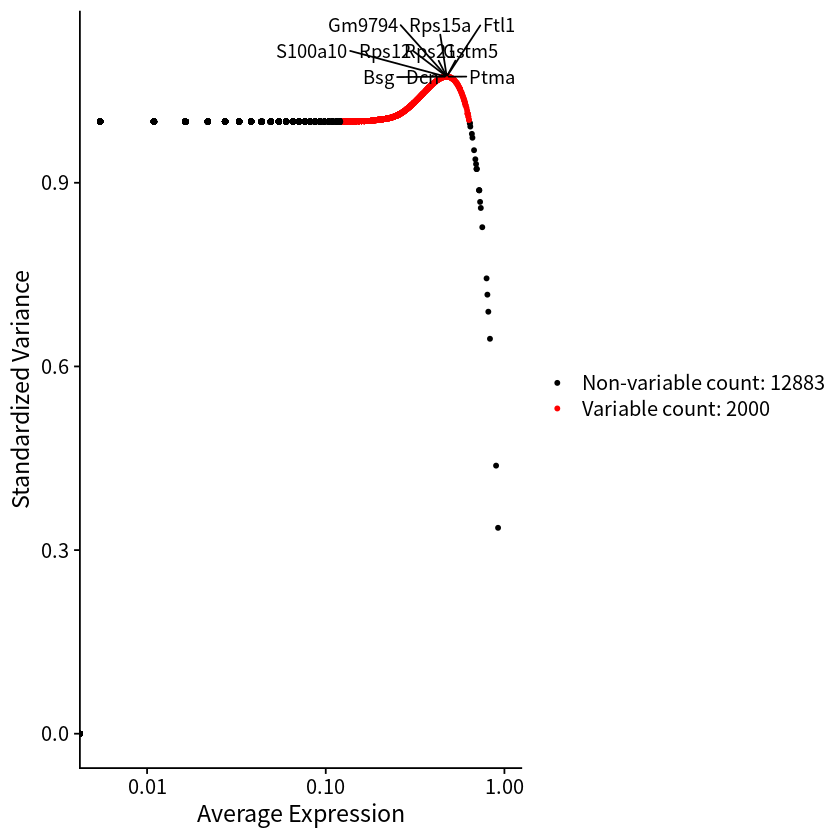 Gm9794 Rps15a Ftl1
S100a10 Rps12 Rps21 Gstm5
Bsg Dcn Ptma
0.9
0.6
0.3
0.0
Standardized Variance
0.01 0.10 1.00
Average Expression
Non-variable count: 12883
Variable count: 2000